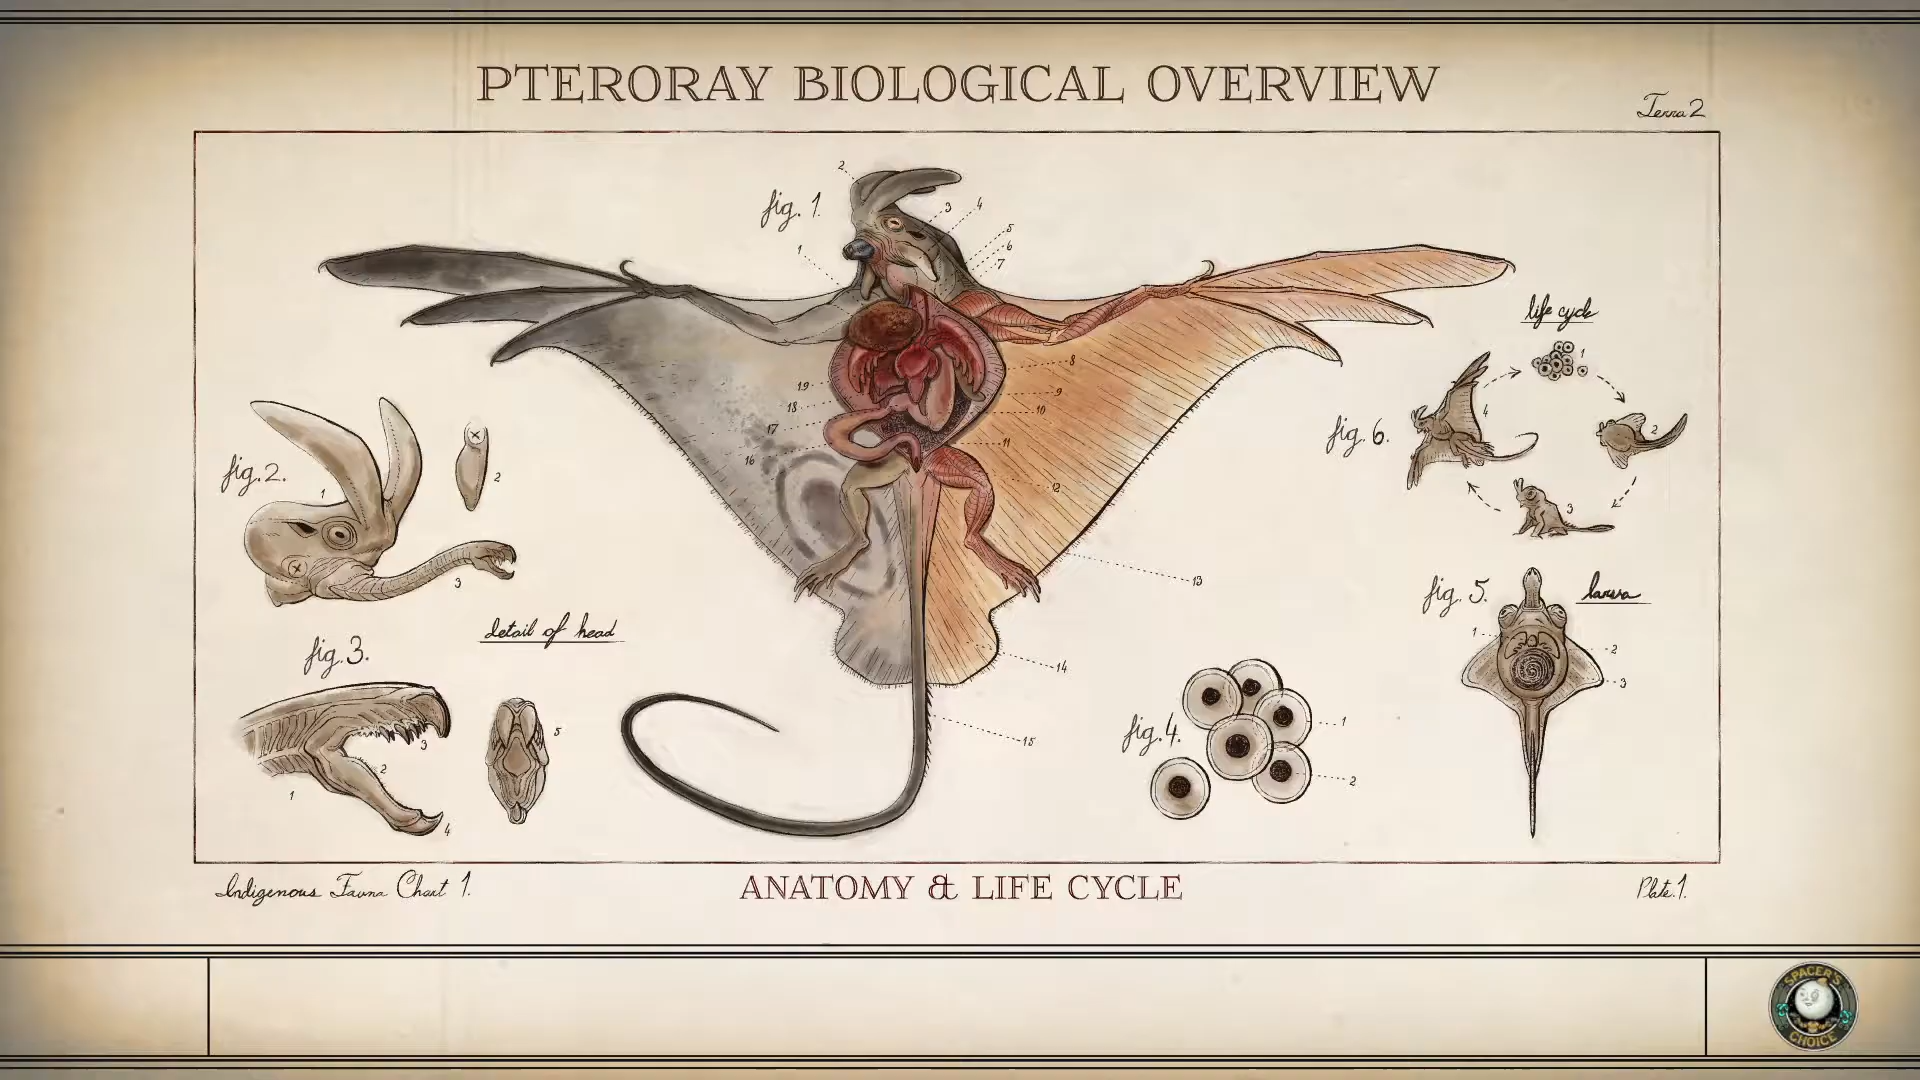 PTERORAY BIOLOGICAL OVERVIEW
Terra 2
fig. 1.
2
3
4
5
6
7
1
8
9
10
11
12
13
14
15
19
18
17
16
fig. 2.
1
2
3
detail of head
fig. 3.
1
2
3
4
5
life cycle
fig. 6.
1
2
3
4
fig. 5.
larva
1
2
3
fig. 4.
1
2
Indigenous Fauna Chart 1.
ANATOMY & LIFE CYCLE
Plate. 1.
SPACER'S
CHOICE